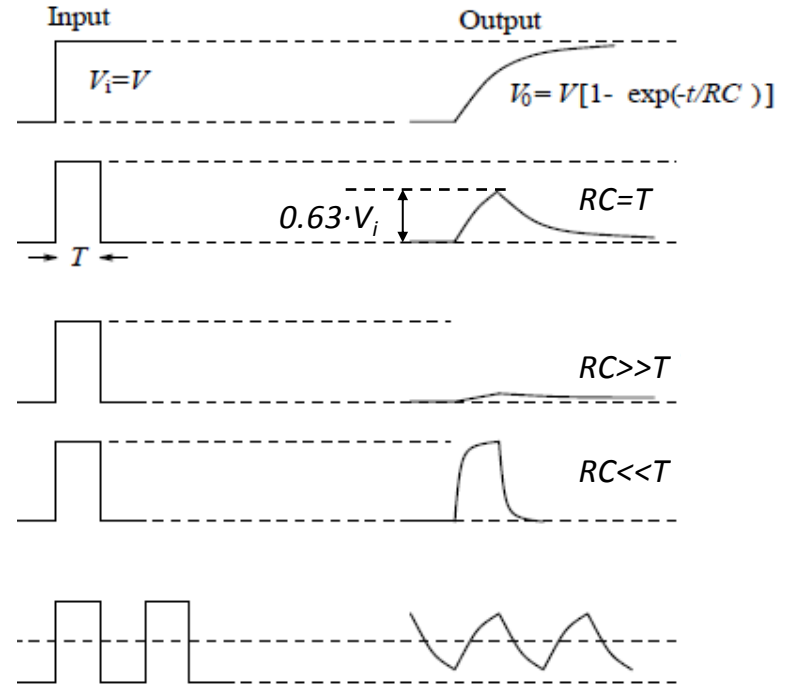 Input Output
Vi=V
V0= V[1- exp(-t/RC )]
RC=T
0.63·Vi
T
RC>>T
RC<<T